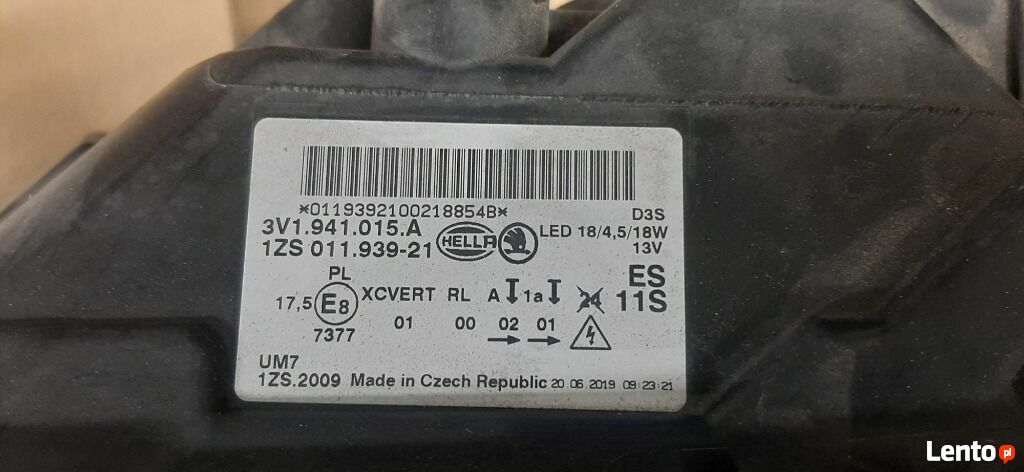 *0119392100218854B*
3V1.941.015.A
1ZS 011.939-21
HELLA
D3S
LED 18/4,5/18W
13V
PL
17,5 E8 XCVERT RL A 1a 24
ES
11S
7377 01 00 02 01
UM7
1ZS.2009 Made in Czech Republic 20.06.2019 09:23:21
Lento.pl